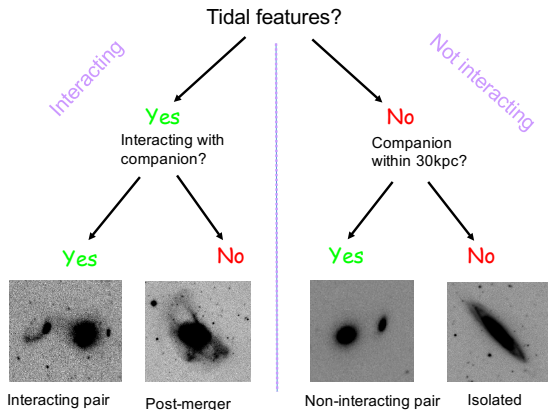 Tidal features?
Interacting
Not interacting
Yes
No
Interacting with
companion?
Companion
within 30kpc?
Yes
No
Yes
No
Interacting pair
Post-merger
Non-interacting pair
Isolated